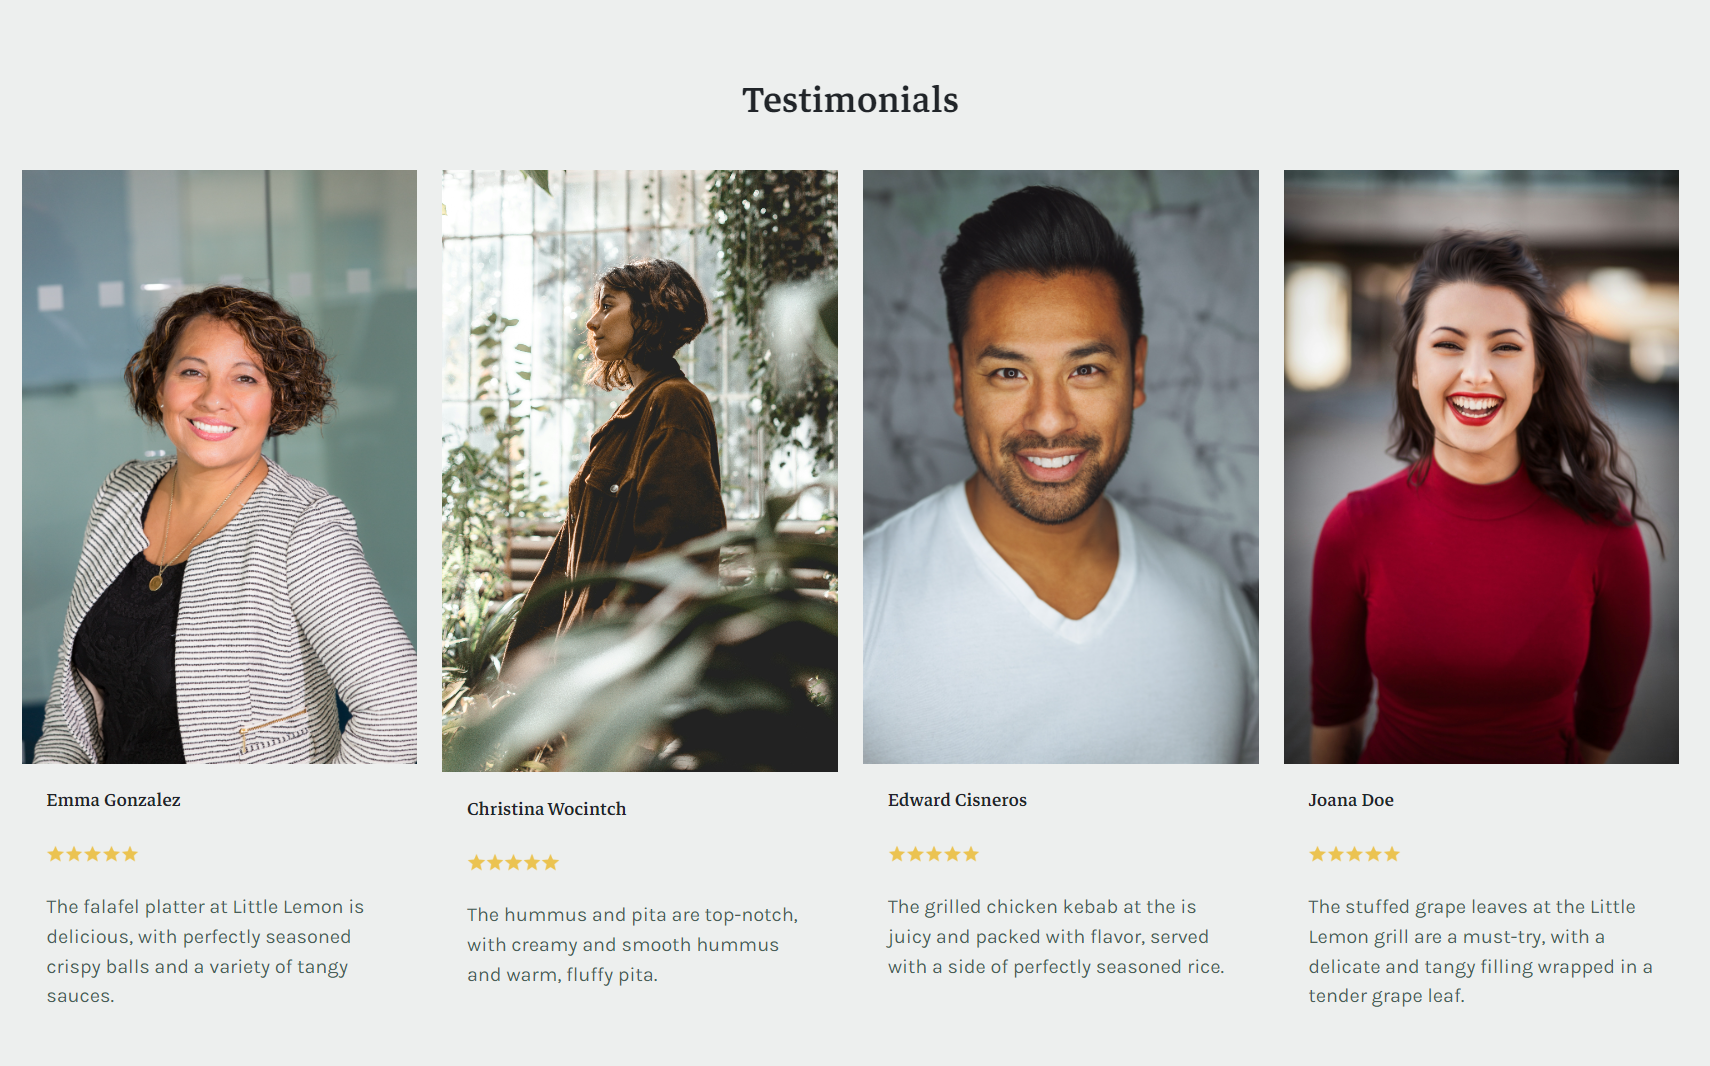 Testimonials
Emma Gonzalez
The falafel platter at Little Lemon is
delicious, with perfectly seasoned
crispy balls and a variety of tangy
sauces.
Christina Wocintch
The hummus and pita are top-notch,
with creamy and smooth hummus
and warm, fluffy pita.
Edward Cisneros
The grilled chicken kebab at the is
juicy and packed with flavor, served
with a side of perfectly seasoned rice.
Joana Doe
The stuffed grape leaves at the Little
Lemon grill are a must-try, with a
delicate and tangy filling wrapped in a
tender grape leaf.